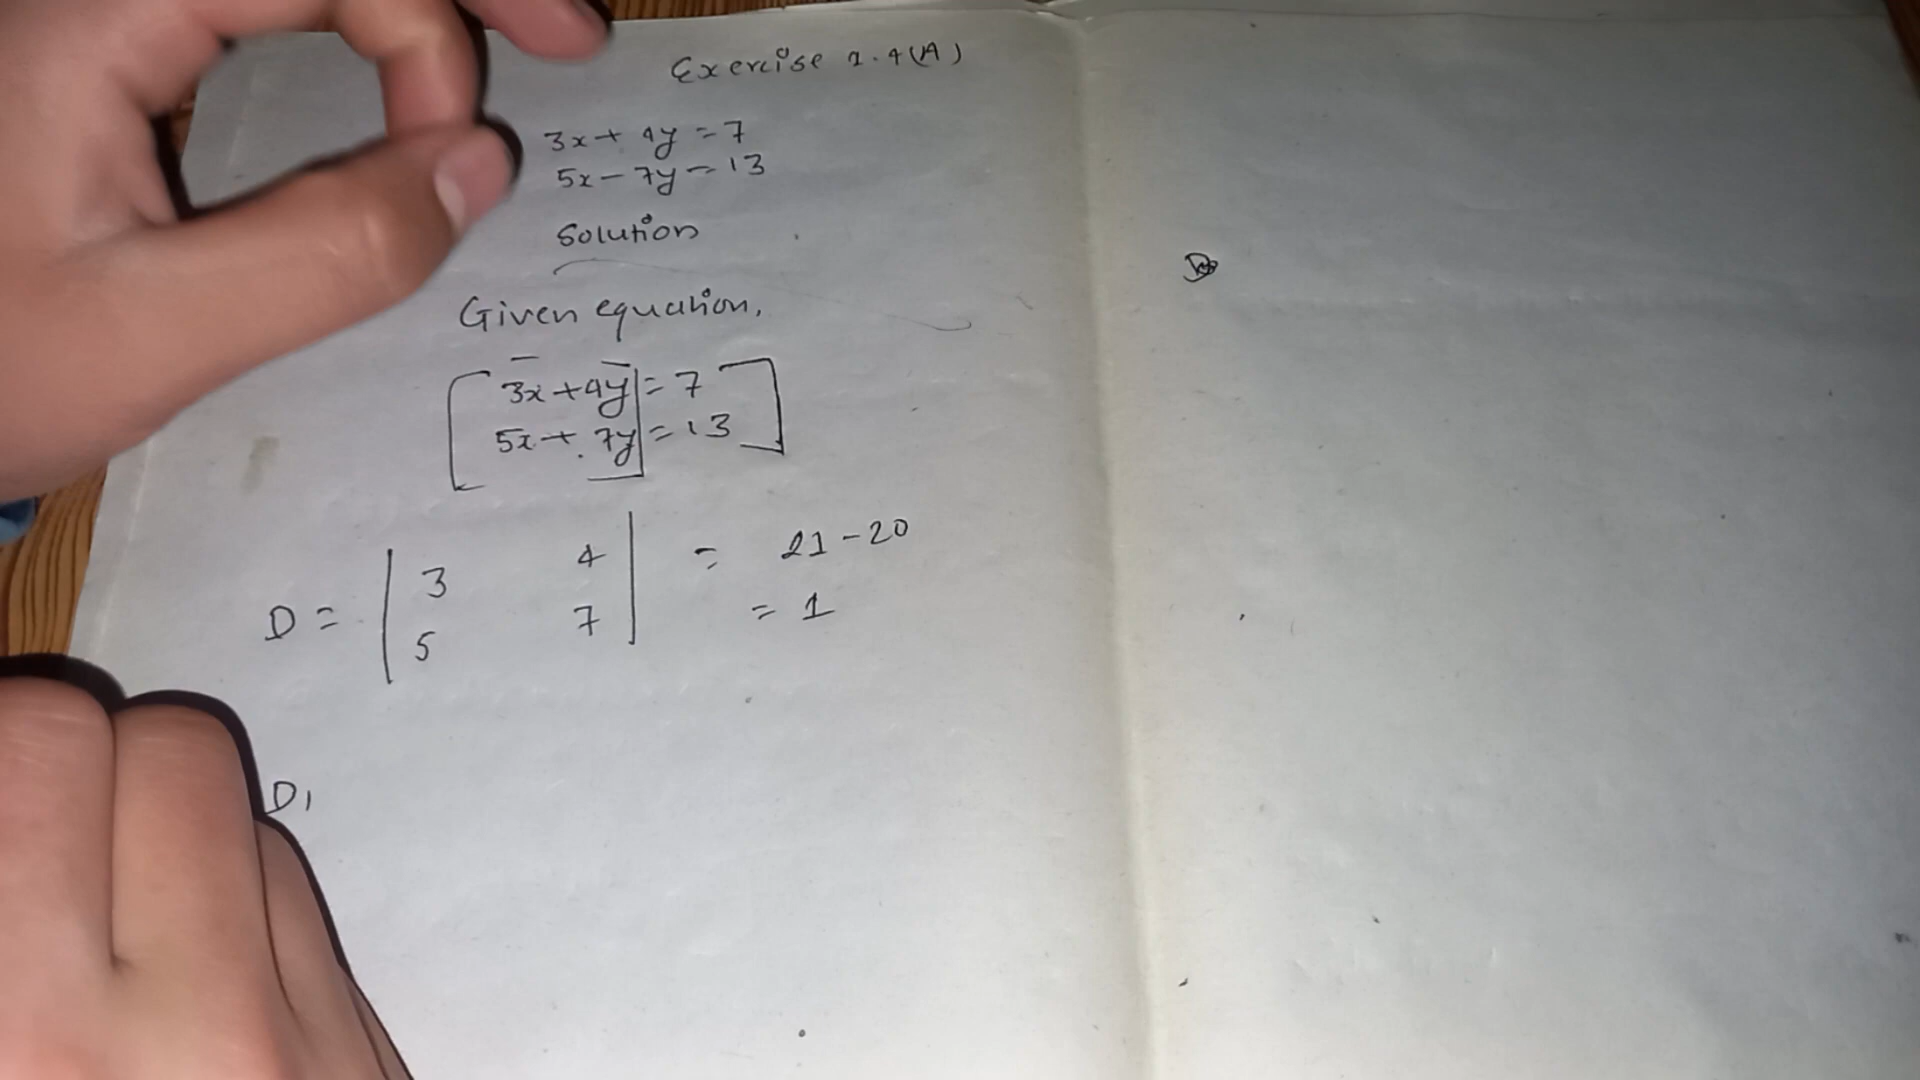 Exercise 1.4(A)
3x + 4y = 7
5x - 7y = 13
Solution
Given equation,
3x + 4y = 7
5x + 7y = 13
D = | 3 4 | = 21 - 20
| 5 7 | = 1
D1